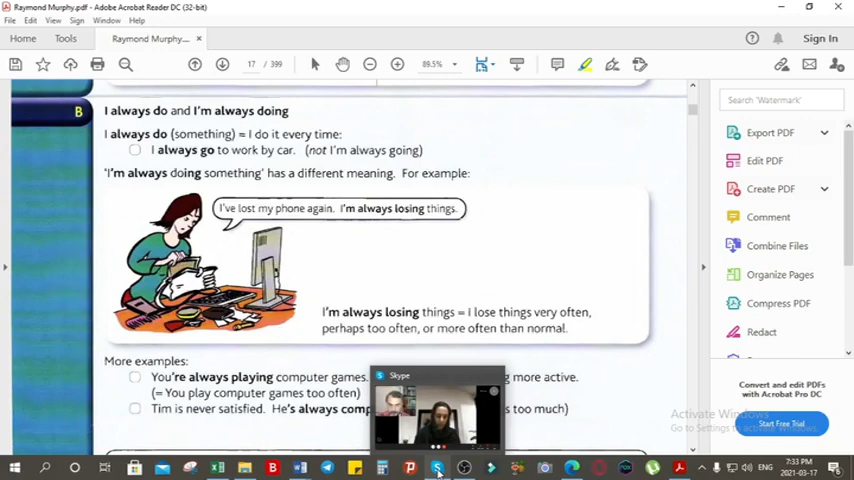 Raymond Murphy.pdf - Adobe Acrobat Reader DC (32-bit)
File Edit View Sign Window Help
Home Tools Raymond Murphy.... × Sign In
17 / 399 89.5%
B I always do and I'm always doing
I always do (something) = I do it every time:
I always go to work by car. (not I'm always going)
'I'm always doing something' has a different meaning. For example:
I've lost my phone again. I'm always losing things.
I'm always losing things = I lose things very often,
perhaps too often, or more often than normal.
More examples:
You're always playing computer games. more active.
(= You play computer games too often)
Tim is never satisfied. He's always too much)
Skype
Search 'Watermark'
Export PDF
Edit PDF
Create PDF
Comment
Combine Files
Organize Pages
Compress PDF
Redact
Convert and edit PDFs
with Acrobat Pro DC
Start Free Trial
Activate Windows
Go to Settings to activate Windows.
ENG
7:33 PM
2021-03-17